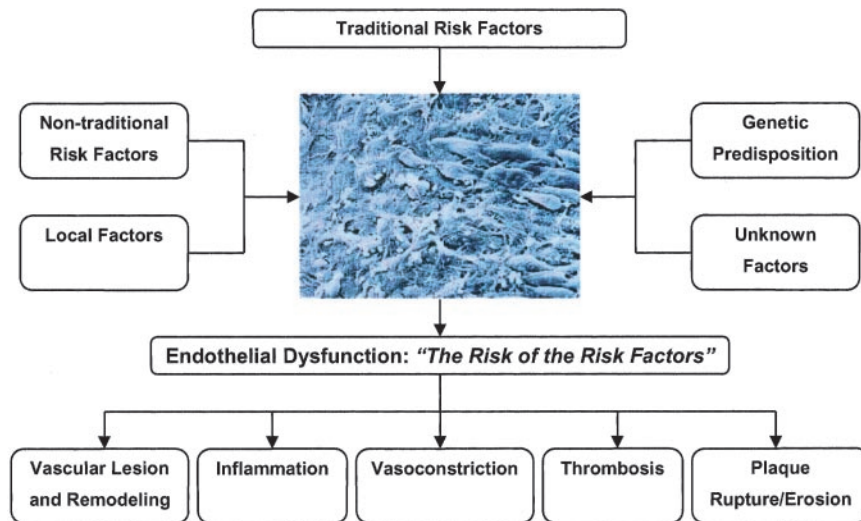 Traditional Risk Factors
Non-traditional
Risk Factors
Local Factors
Genetic
Predisposition
Unknown
Factors
Endothelial Dysfunction: “The Risk of the Risk Factors”
Vascular Lesion
and Remodeling
Inflammation
Vasoconstriction
Thrombosis
Plaque
Rupture/Erosion